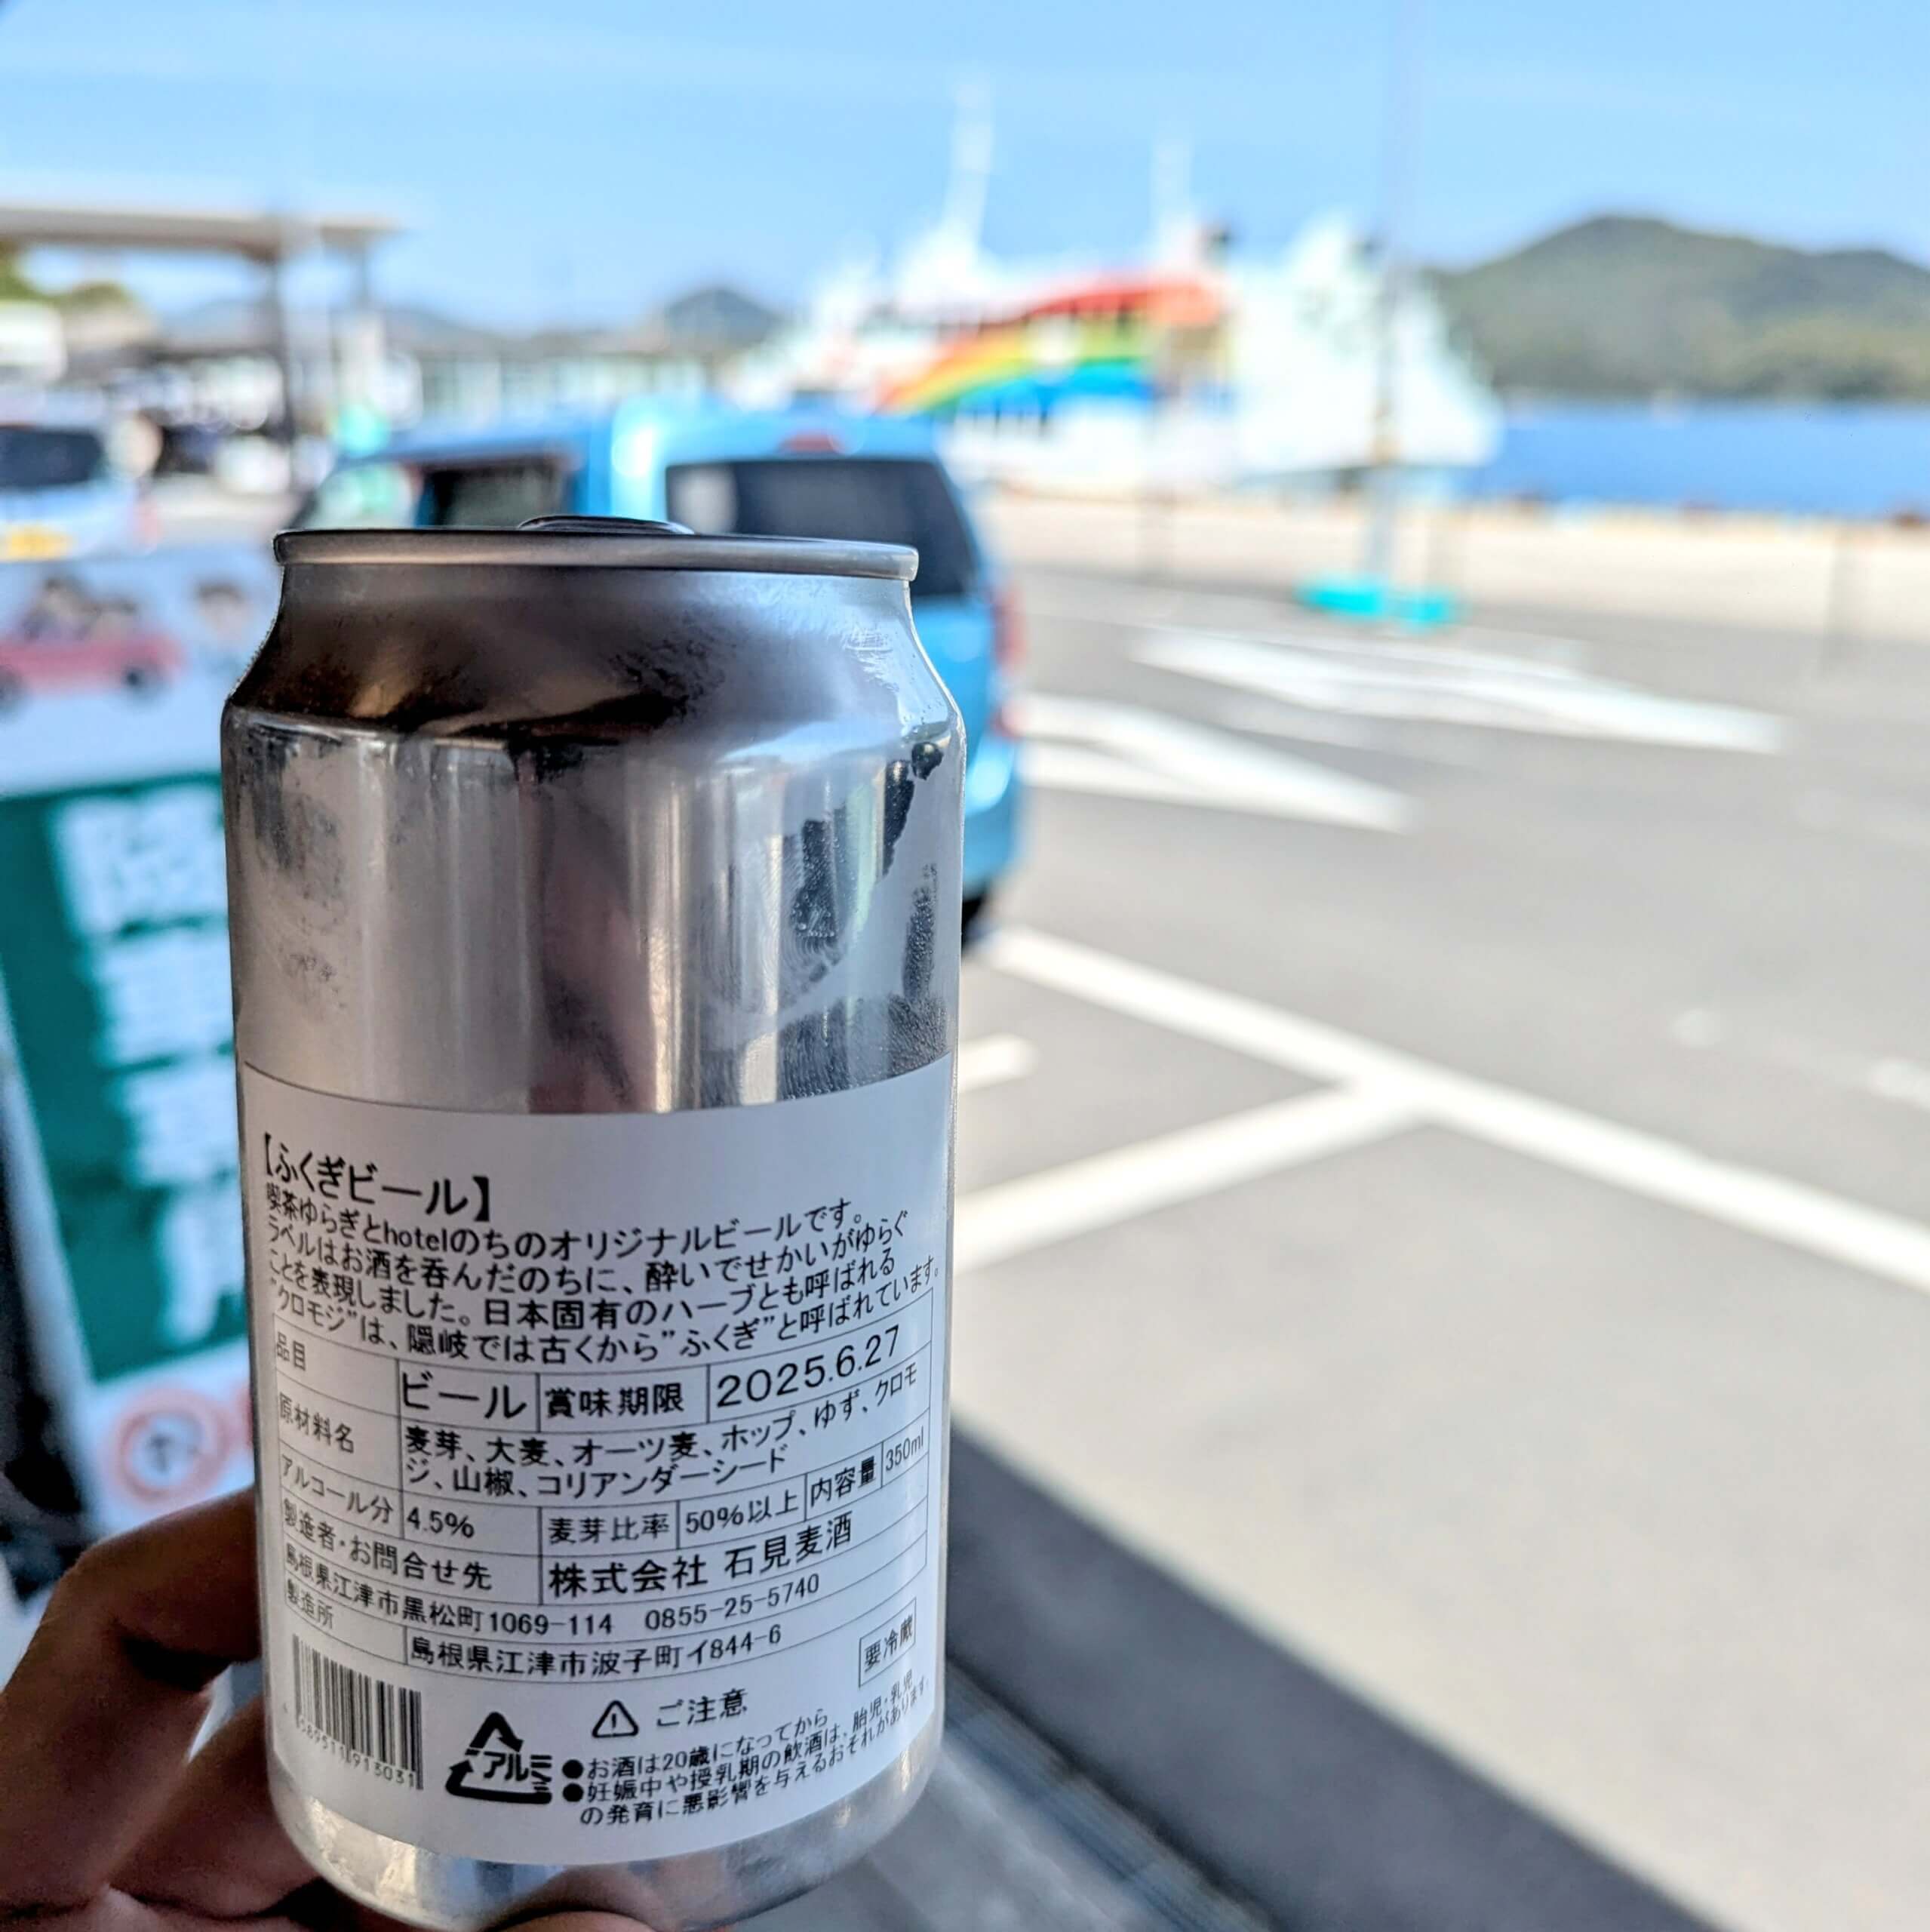 【ふくぎビール】
喫茶ゆらぎとhotelのちのオリジナルビールです。
ラベルはお酒を呑んだのちに、酔いでせかいがゆらぐ
ことを表現しました。日本固有のハーブとも呼ばれる
"クロモジ"は、隠岐では古くから"ふくぎ"と呼ばれています。
品目 ビール 賞味期限 2025.6.27
原材料名 麦芽、大麦、オーツ麦、ホップ、ゆず、クロモ
ジ、山椒、コリアンダーシード
アルコール分 4.5% 麦芽比率 50%以上 内容量 350ml
製造者・お問合せ先 株式会社 石見麦酒
島根県江津市黒松町1069-114 0855-25-5740
製造所 島根県江津市波子町イ844-6
要冷蔵
アルミ
ご注意
●お酒は20歳になってから
●妊娠中や授乳期の飲酒は、胎児・乳児
の発育に悪影響を与えるおそれがあります。